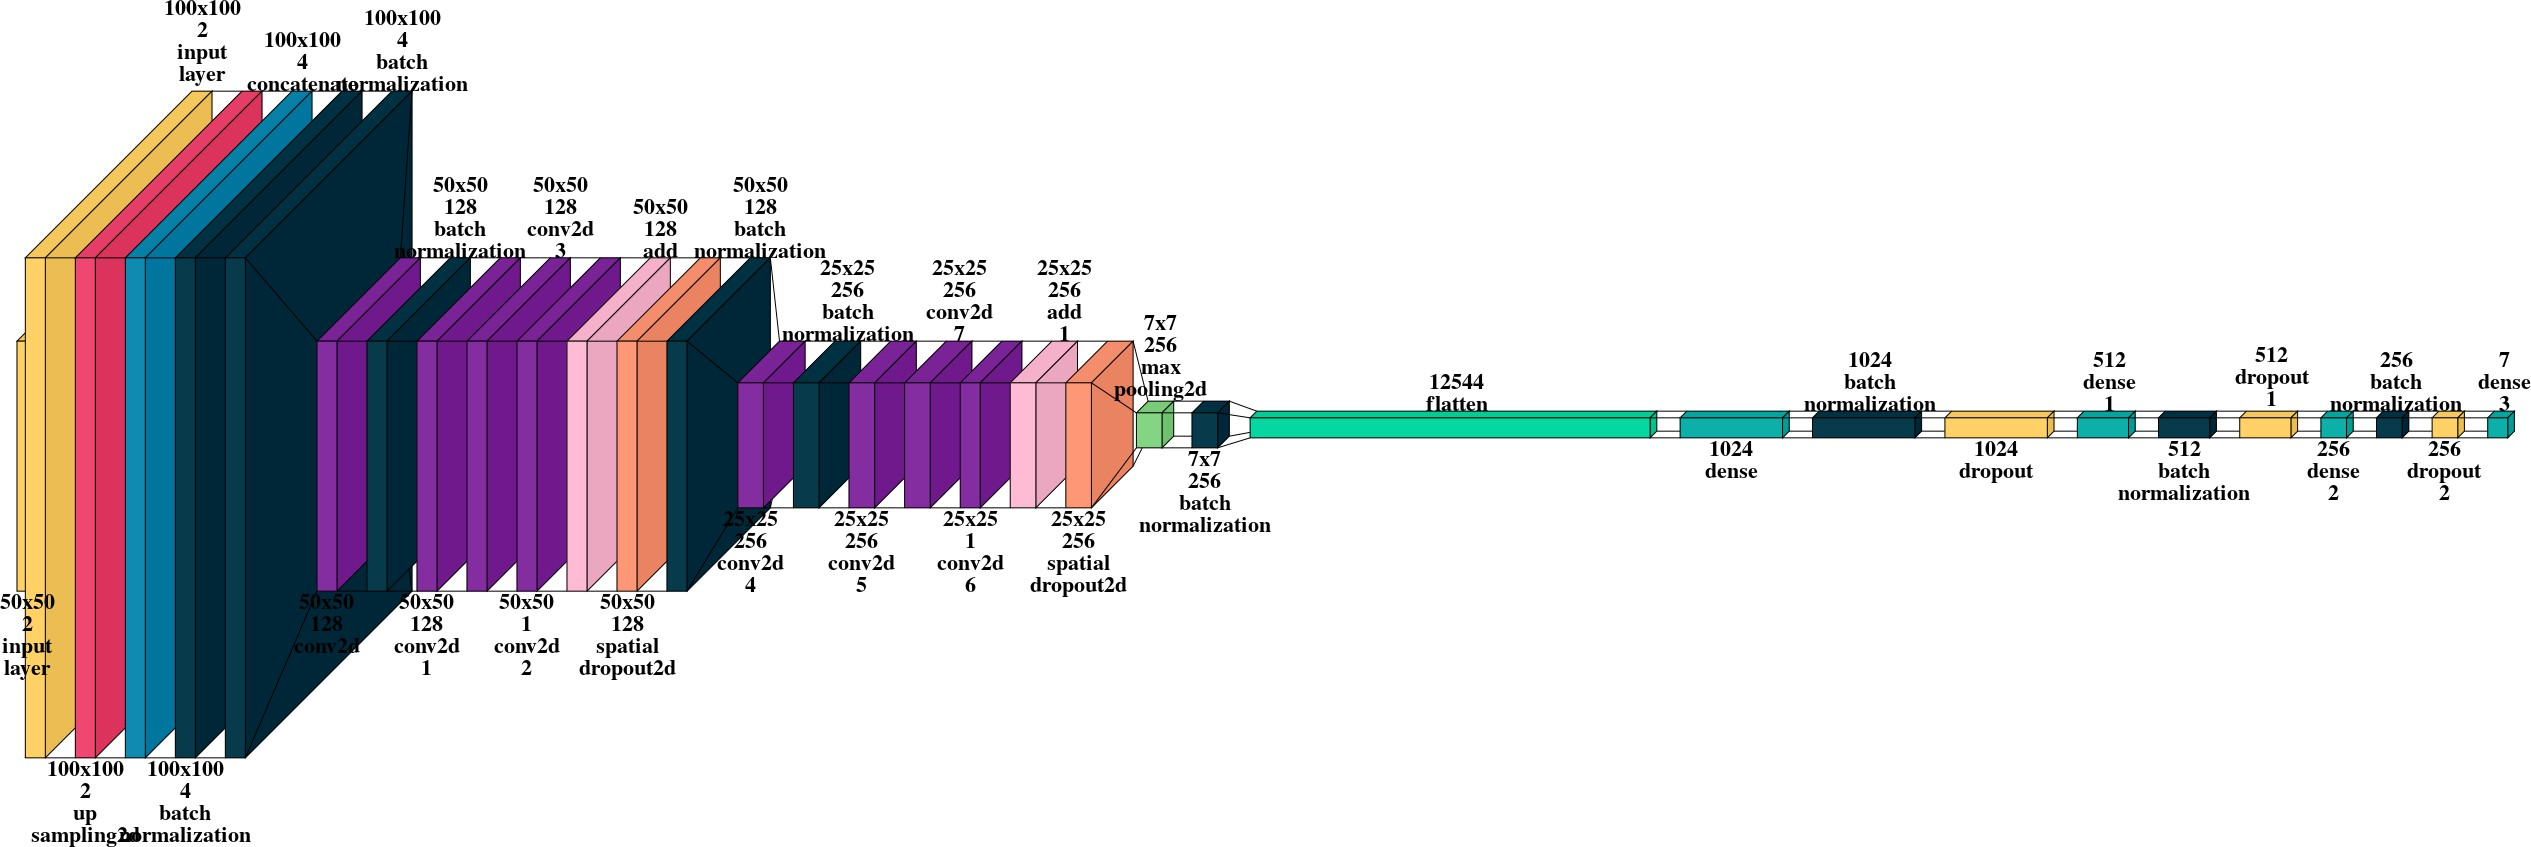 100x100
2
input
layer
100x100
4
concatenate
100x100
4
batch
normalization
50x50
2
input
layer
100x100
2
up
sampling2d
100x100
4
batch
normalization
50x50
128
conv2d
50x50
128
batch
normalization
50x50
128
conv2d
1
50x50
128
conv2d
3
50x50
1
conv2d
2
50x50
128
add
50x50
128
spatial
dropout2d
50x50
128
batch
normalization
25x25
256
conv2d
4
25x25
256
batch
normalization
25x25
256
conv2d
5
25x25
256
conv2d
7
25x25
1
conv2d
6
25x25
256
add
1
25x25
256
spatial
dropout2d
7x7
256
max
pooling2d
7x7
256
batch
normalization
12544
flatten
1024
dense
1024
batch
normalization
1024
dropout
512
dense
1
512
batch
normalization
512
dropout
1
256
dense
2
256
batch
normalization
256
dropout
2
7
dense
3